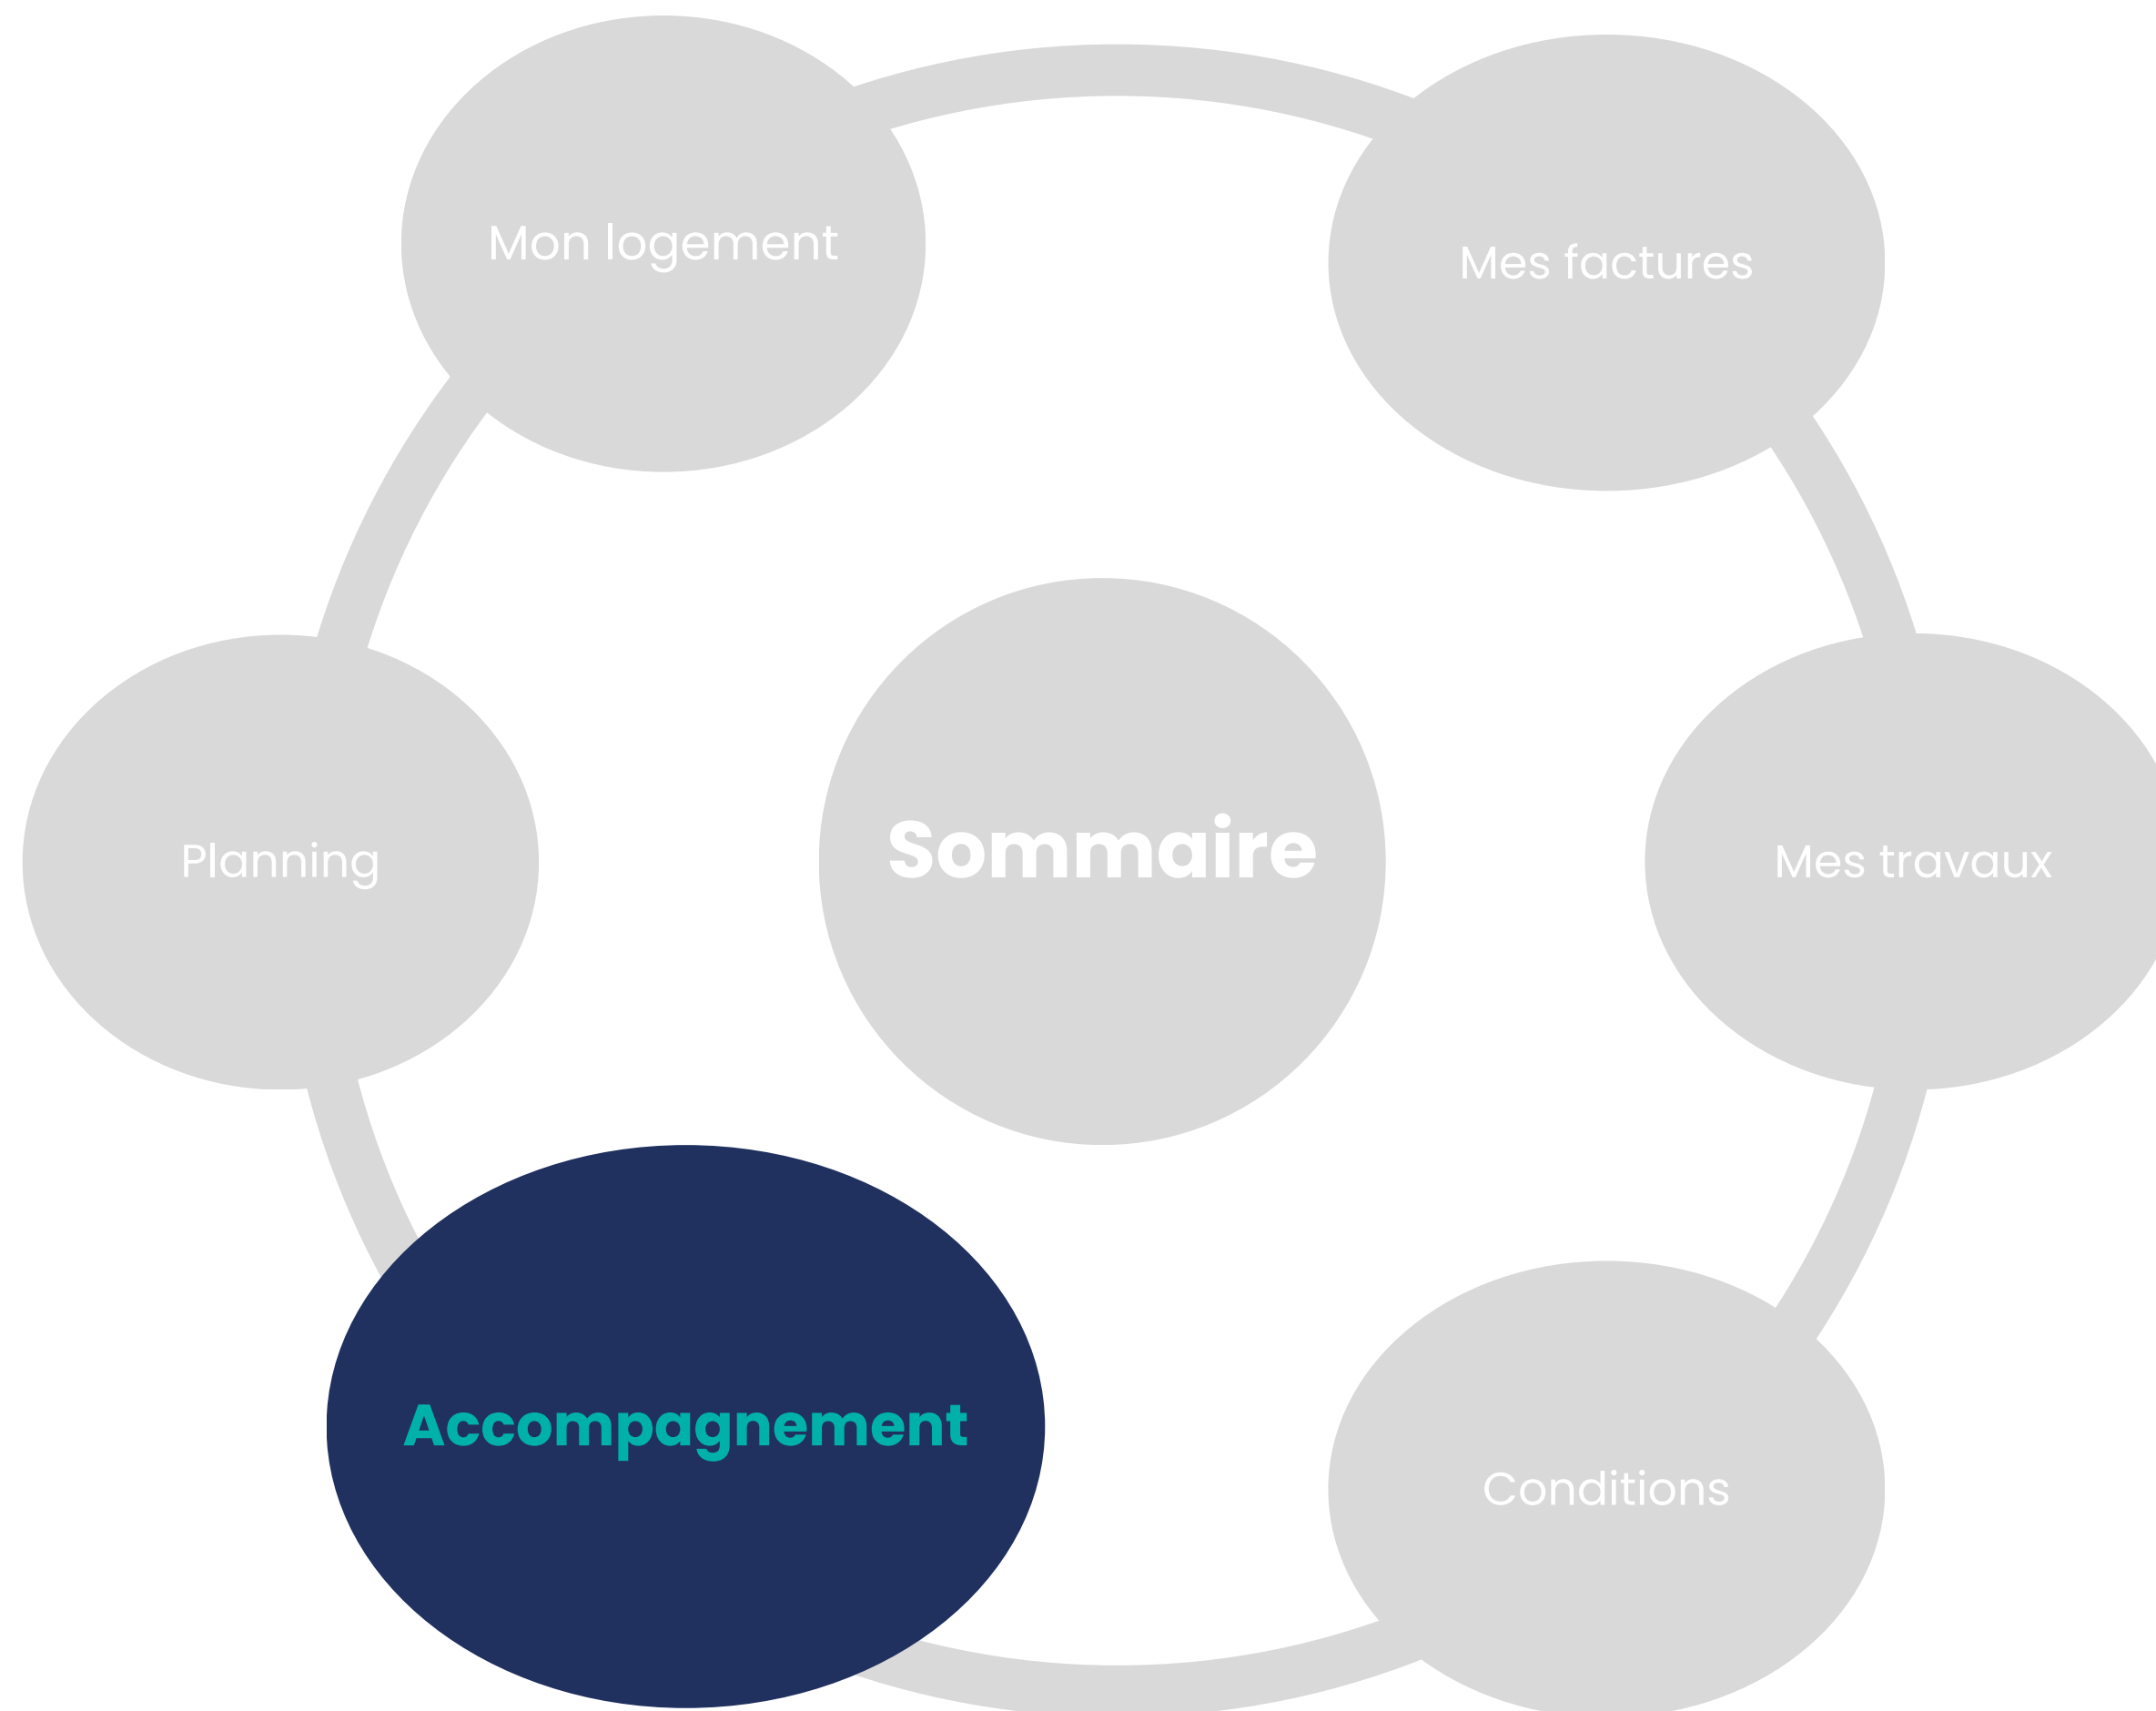 Mon logement
Mes factures
Sommaire
Planning
Mes travaux
Accompagnement
Conditions